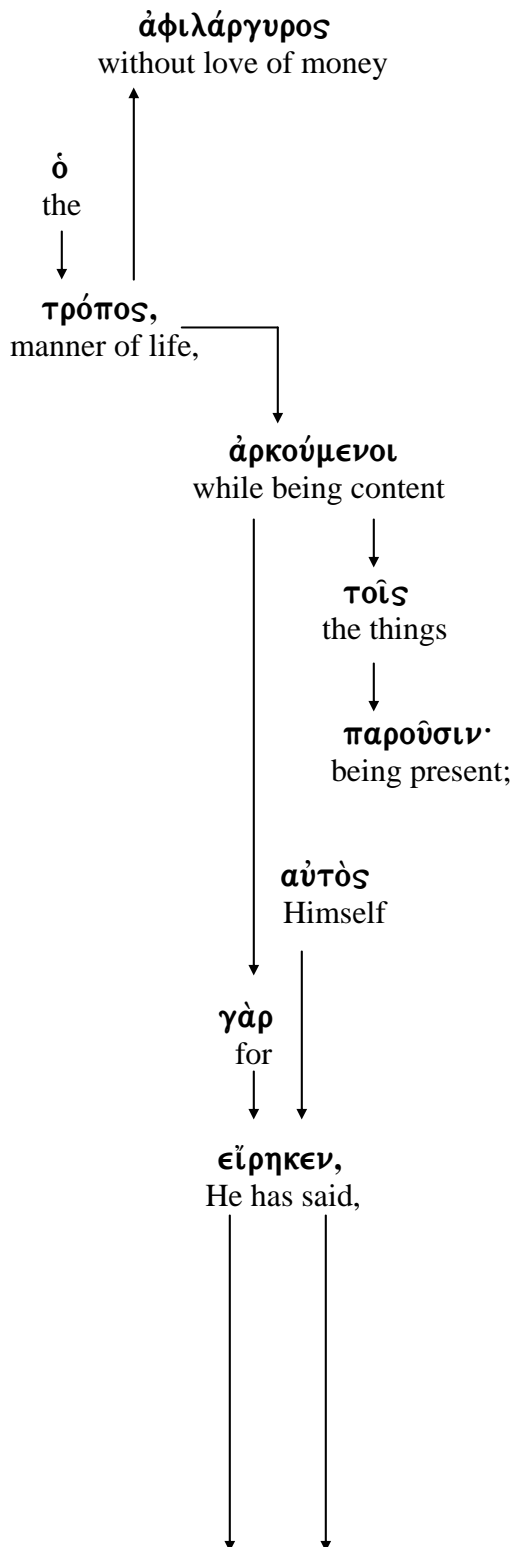 ἀφιλάργυρος
without love of money
ὁ
the
τρόπος,
manner of life,
ἀρκούμενοι
while being content
τοῖς
the things
παροῦσιν·
being present;
αὐτὸς
Himself
γὰρ
for
εἴρηκεν,
He has said,